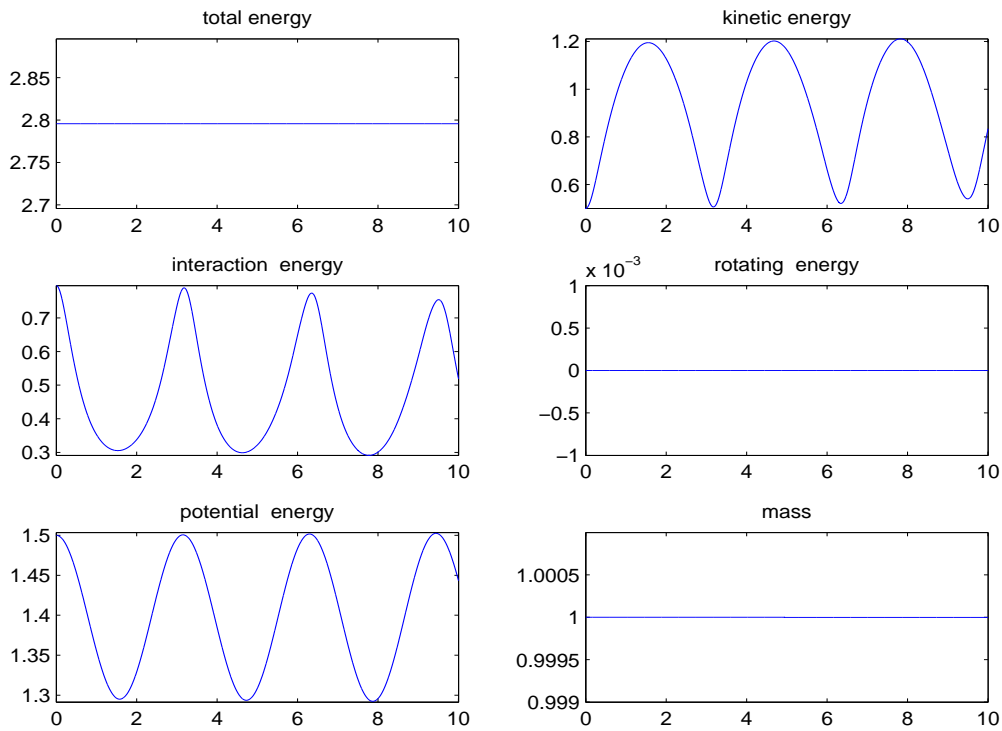 total energy
2.85
2.8
2.75
2.7
0 2 4 6 8 10
kinetic energy
1.2
1
0.8
0.6
0 2 4 6 8 10
interaction energy
0.7
0.6
0.5
0.4
0.3
0 2 4 6 8 10
rotating energy
x 10⁻³
1
0.5
0
−0.5
−1
0 2 4 6 8 10
potential energy
1.5
1.45
1.4
1.35
1.3
0 2 4 6 8 10
mass
1.0005
1
0.9995
0.999
0 2 4 6 8 10